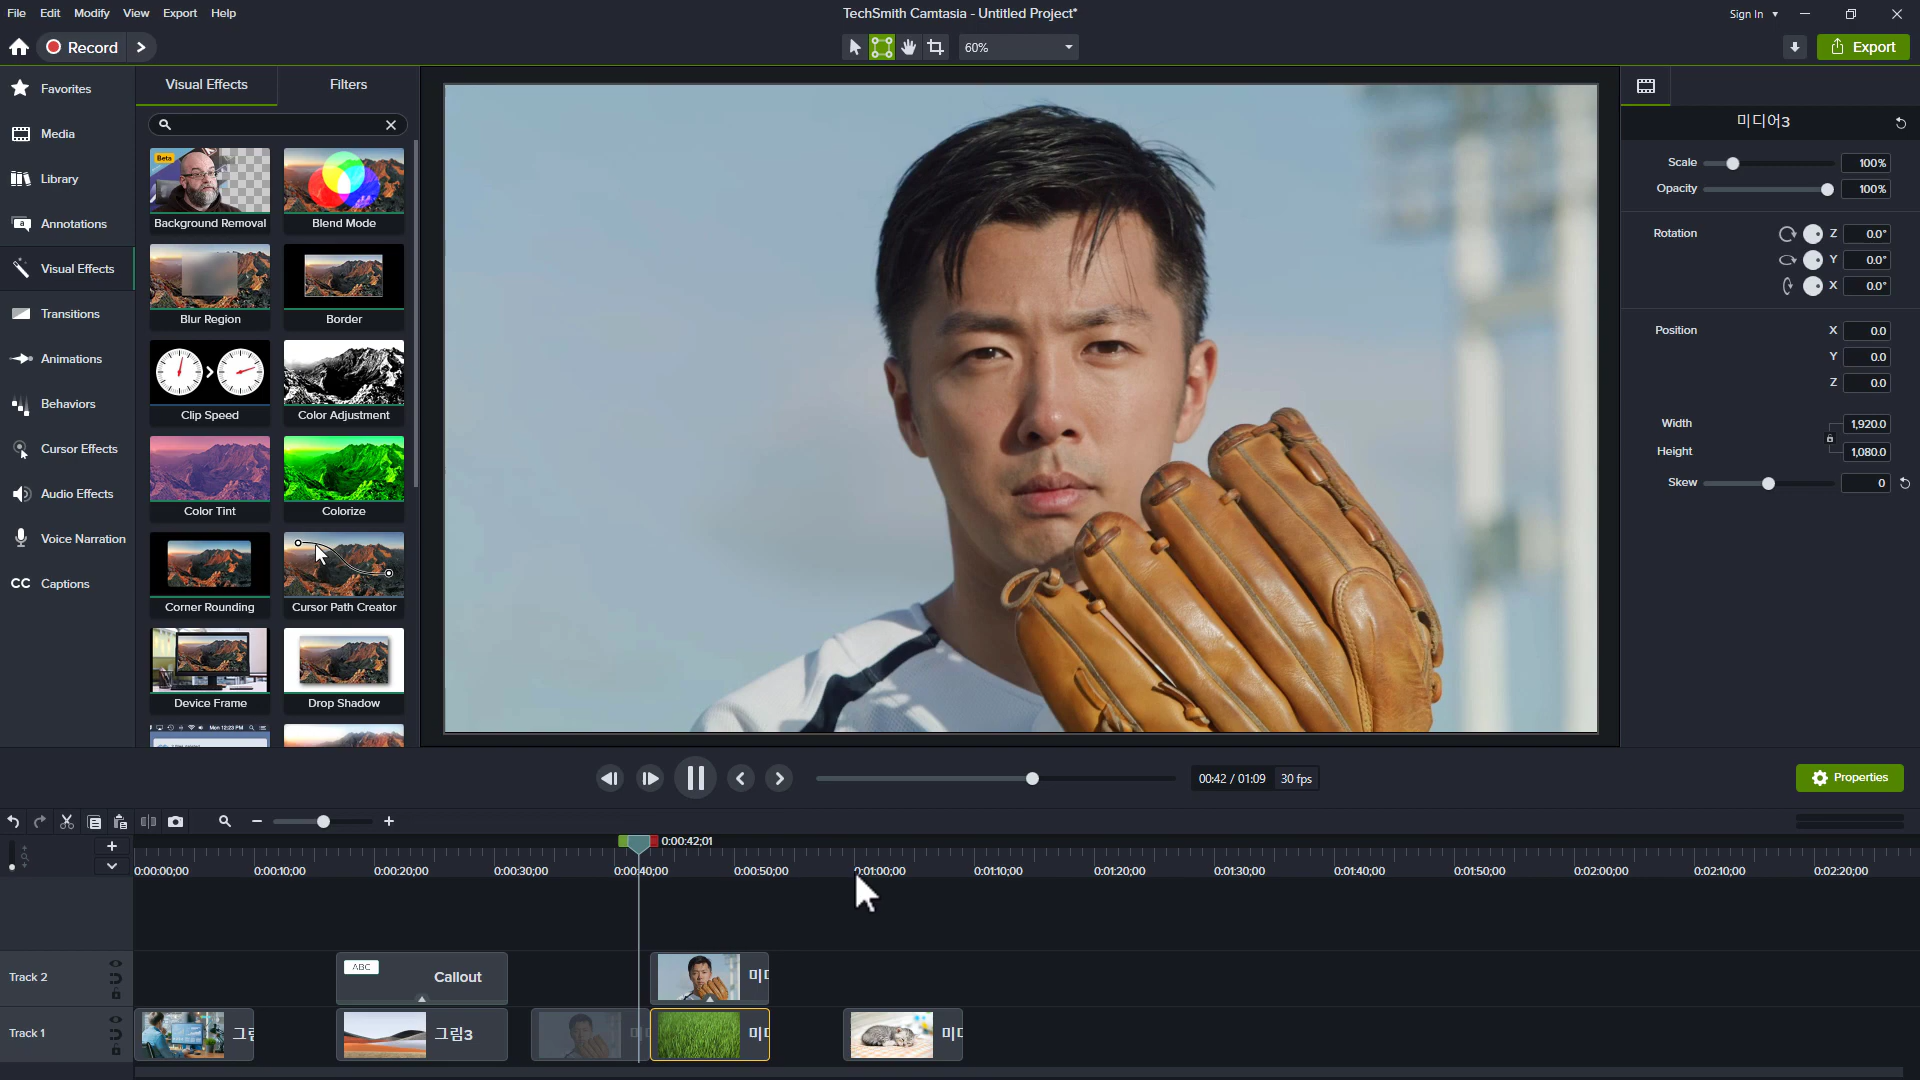 File Edit Modify View Export Help
TechSmith Camtasia - Untitled Project*
Sign In
Record
60%
Export
Favorites
Media
Library
Annotations
Visual Effects
Transitions
Animations
Behaviors
Cursor Effects
Audio Effects
Voice Narration
CC Captions
Visual Effects Filters
Beta
Background Removal Blend Mode
Blur Region Border
Clip Speed Color Adjustment
Color Tint Colorize
Corner Rounding Cursor Path Creator
Device Frame Drop Shadow
Mon 12:23 PM
미디어3
Scale 100%
Opacity 100%
Rotation Z 0.0°
Y 0.0°
X 0.0°
Position X 0.0
Y 0.0
Z 0.0
Width 1,920.0
Height 1,080.0
Skew 0
00:42 / 01:09 30 fps
Properties
0:00:42;01
0:00:00;00 0:00:10;00 0:00:20;00 0:00:30;00 0:00:40;00 0:00:50;00 0:01:00;00 0:01:10;00 0:01:20;00 0:01:30;00 0:01:40;00 0:01:50;00 0:02:00;00 0:02:10;00 0:02:20;00
Track 2
ABC
Callout
Track 1
그림3